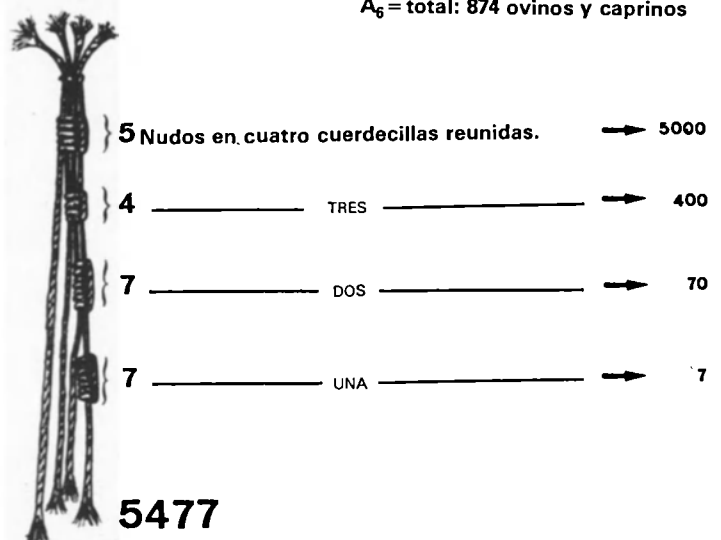 A₆ = total: 874 ovinos y caprinos
5 Nudos en cuatro cuerdecillas reunidas. → 5000
4 ——— TRES ——— → 400
7 ——— DOS ——— → 70
7 ——— UNA ——— → 7
5477